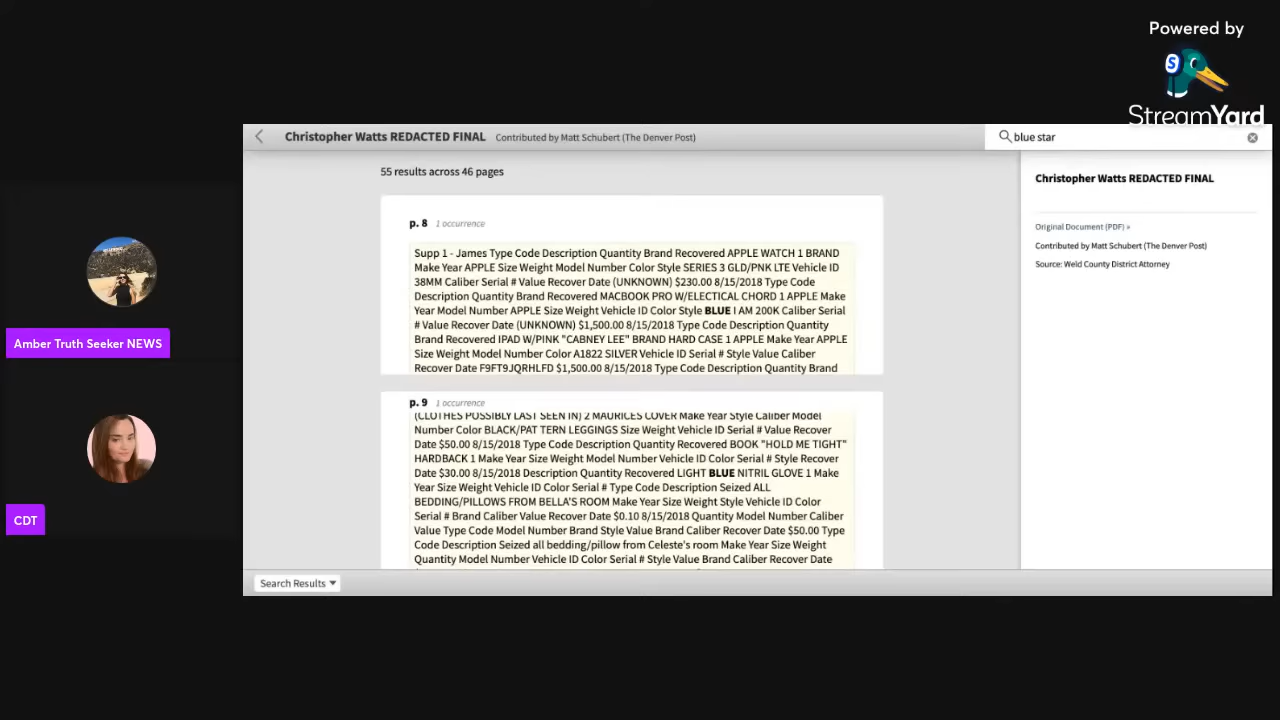 Powered by
S
StreamYard
Christopher Watts REDACTED FINAL Contributed by Matt Schubert (The Denver Post)
blue star
55 results across 46 pages
Christopher Watts REDACTED FINAL
Original Document (PDF) »
Contributed by Matt Schubert (The Denver Post)
Source: Weld County District Attorney
p. 8 1 occurrence
Supp 1 - James Type Code Description Quantity Brand Recovered APPLE WATCH 1 BRAND
Make Year APPLE Size Weight Model Number Color Style SERIES 3 GLD/PNK LTE Vehicle ID
38MM Caliber Serial # Value Recover Date (UNKNOWN) $230.00 8/15/2018 Type Code
Description Quantity Brand Recovered MACBOOK PRO W/ELECTICAL CHORD 1 APPLE Make
Year Model Number APPLE Size Weight Vehicle ID Color Style BLUE I AM 200K Caliber Serial
# Value Recover Date (UNKNOWN) $1,500.00 8/15/2018 Type Code Description Quantity
Brand Recovered IPAD W/PINK "CABNEY LEE" BRAND HARD CASE 1 APPLE Make Year APPLE
Size Weight Model Number Color A1822 SILVER Vehicle ID Serial # Style Value Caliber
Recover Date F9FT9JQRHLFD $1,500.00 8/15/2018 Type Code Description Quantity Brand
p. 9 1 occurrence
(CLOTHES POSSIBLY LAST SEEN IN) 2 MAURICES COVER Make Year Style Caliber Model
Number Color BLACK/PAT TERN LEGGINGS Size Weight Vehicle ID Serial # Value Recover
Date $50.00 8/15/2018 Type Code Description Quantity Recovered BOOK "HOLD ME TIGHT"
HARDBACK 1 Make Year Size Weight Model Number Vehicle ID Color Serial # Style Recover
Date $30.00 8/15/2018 Description Quantity Recovered LIGHT BLUE NITRIL GLOVE 1 Make
Year Size Weight Vehicle ID Color Serial # Type Code Description Seized ALL
BEDDING/PILLOWS FROM BELLA'S ROOM Make Year Size Weight Style Vehicle ID Color
Serial # Brand Caliber Value Recover Date $0.10 8/15/2018 Quantity Model Number Caliber
Value Type Code Model Number Brand Style Value Brand Caliber Recover Date $50.00 Type
Code Description Seized all bedding/pillow from Celeste's room Make Year Size Weight
Quantity Model Number Vehicle ID Color Serial # Style Value Brand Caliber Recover Date
Search Results
Amber Truth Seeker NEWS
CDT